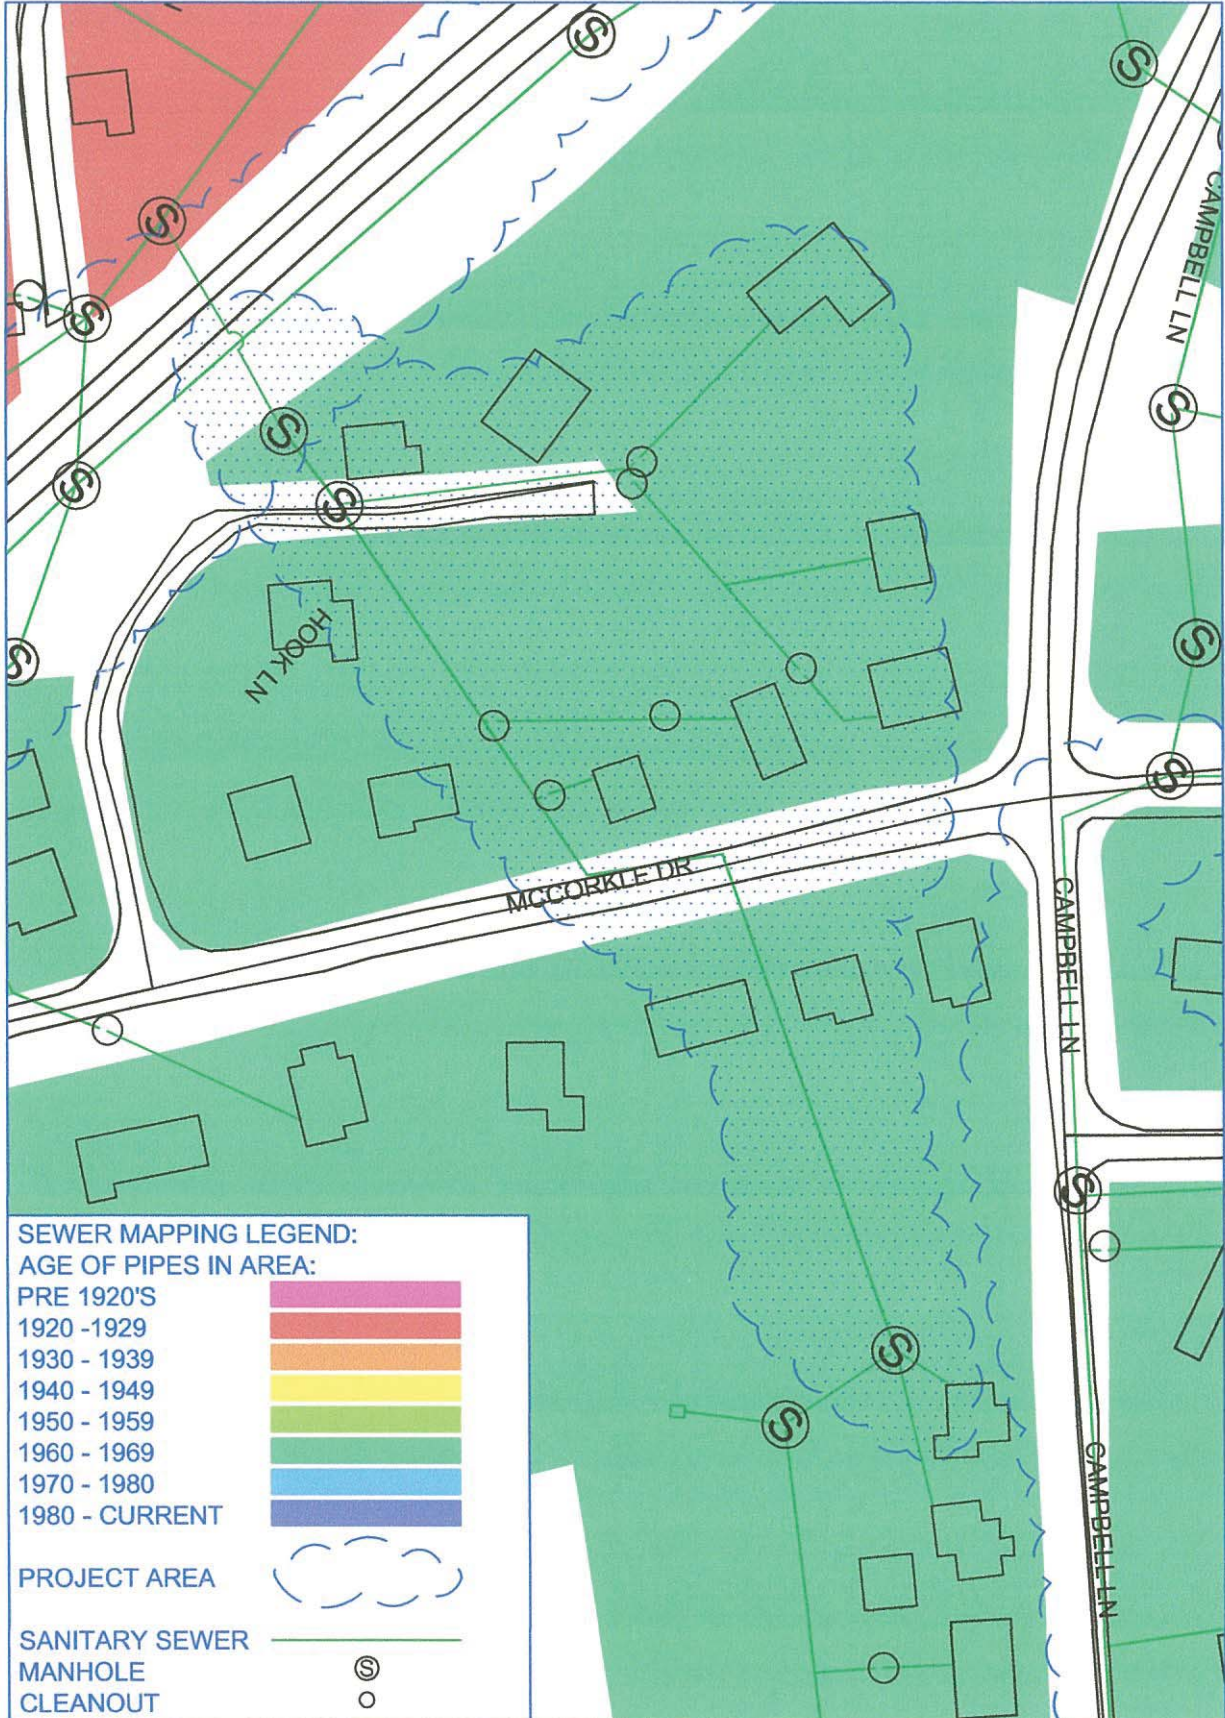 CAMPBELL LN
HOOK LN
MCCORKLE DR
CAMPBELL LN
CAMPBELL LN
S
S
S
S
S
S
S
S
S
S
S
S
S
S
SEWER MAPPING LEGEND:
AGE OF PIPES IN AREA:
PRE 1920'S
1920 -1929
1930 - 1939
1940 - 1949
1950 - 1959
1960 - 1969
1970 - 1980
1980 - CURRENT
PROJECT AREA
SANITARY SEWER
MANHOLE S
CLEANOUT